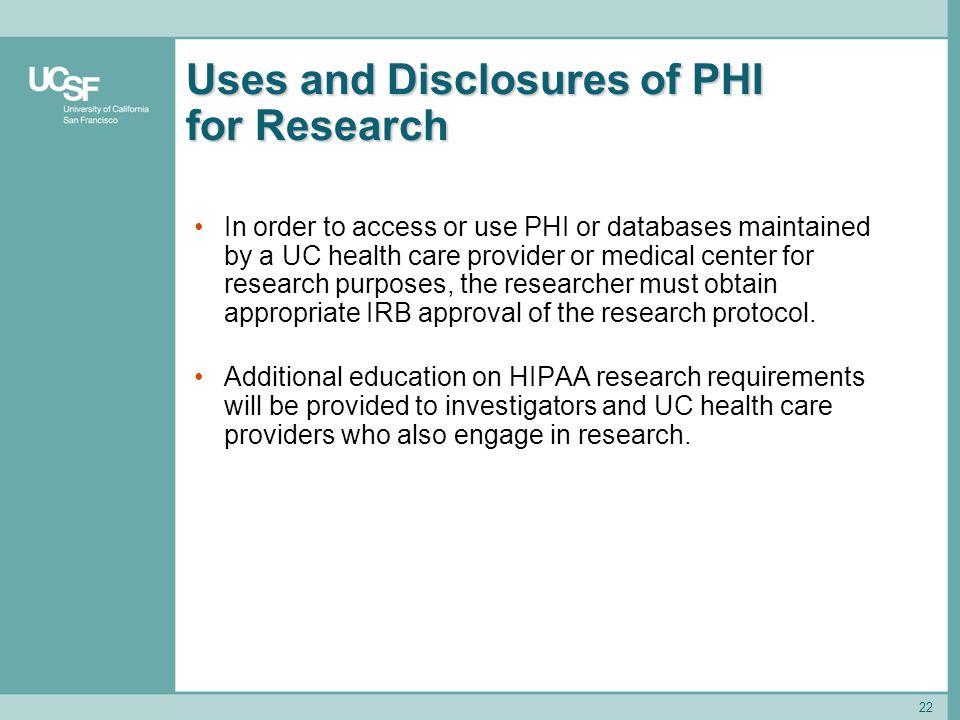 UCSF
University of California
San Francisco
Uses and Disclosures of PHI
for Research
• In order to access or use PHI or databases maintained
by a UC health care provider or medical center for
research purposes, the researcher must obtain
appropriate IRB approval of the research protocol.
• Additional education on HIPAA research requirements
will be provided to investigators and UC health care
providers who also engage in research.
22